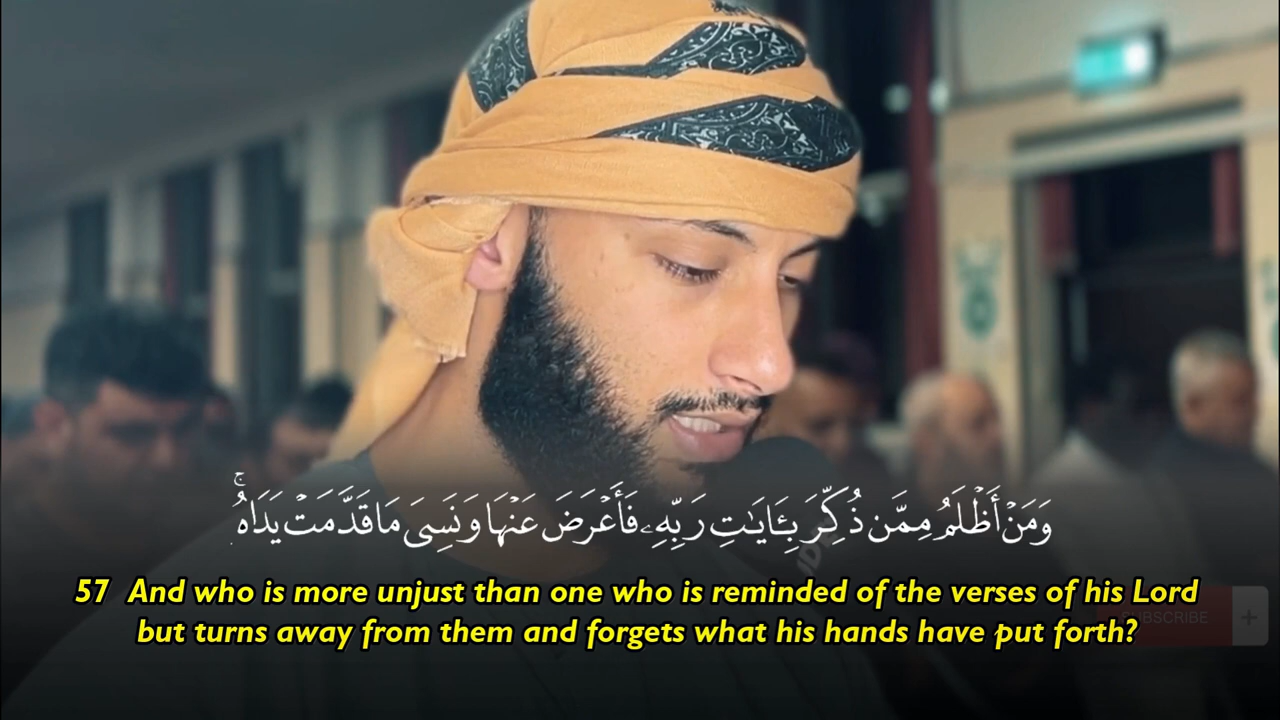 وَمَنۡ أَظۡلَمُ مِمَّن ذُكِّرَ بِـَٔايَٰتِ رَبِّهِۦ فَأَعۡرَضَ عَنۡهَا وَنَسِيَ مَا قَدَّمَتۡ يَدَاهُۚ
57 And who is more unjust than one who is reminded of the verses of his Lord
but turns away from them and forgets what his hands have put forth?
SUBSCRIBE +